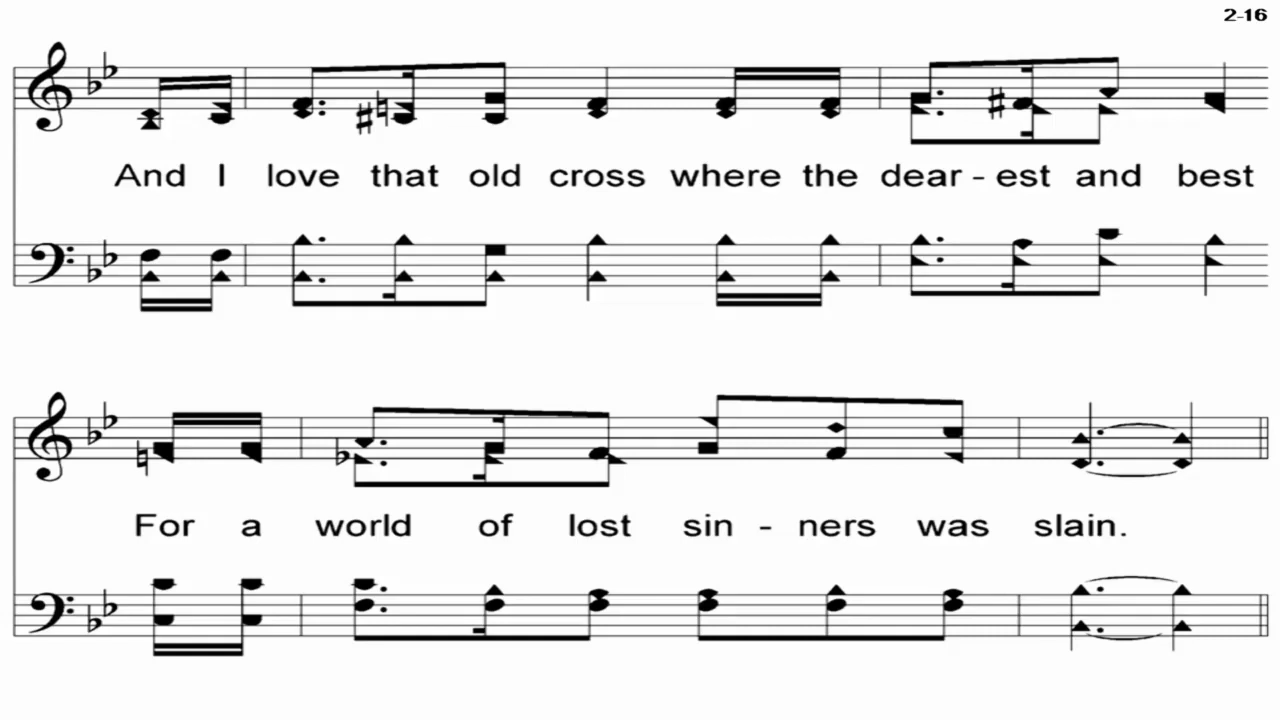 2-16
And I love that old cross where the dear - est and best
For a world of lost sin - ners was slain.